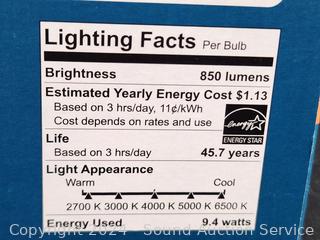 Lighting Facts Per Bulb
Brightness 850 lumens
Estimated Yearly Energy Cost $1.13
Based on 3 hrs/day, 11¢/kWh
Cost depends on rates and use
energy
ENERGY STAR
Life
Based on 3 hrs/day 45.7 years
Light Appearance
Warm Cool
2700 K 3000 K 4000 K 5000 K 6500 K
Energy Used 9.4 watts
Copyright 2024 - Sound Auction Service